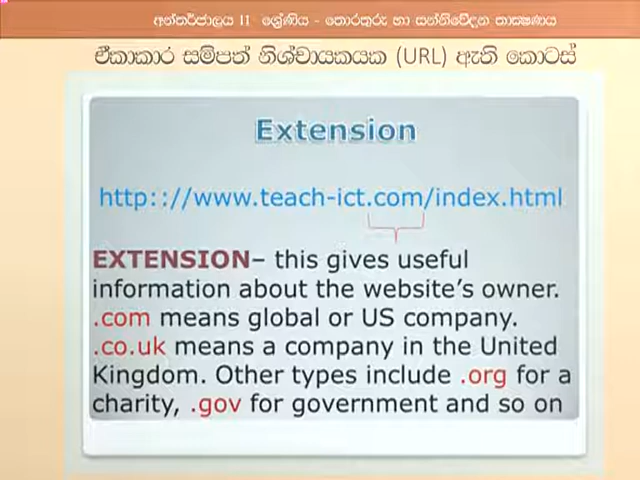 අන්තර්ජාලය 11 ශ්‍රේණිය - තොරතුරු හා සන්නිවේදන තාක්ෂණය
ඒකාකාර සම්පත් නිශ්චායකයක (URL) ඇති කොටස්
Extension
http:://www.teach-ict.com/index.html
EXTENSION– this gives useful
information about the website's owner.
.com means global or US company.
.co.uk means a company in the United
Kingdom. Other types include .org for a
charity, .gov for government and so on